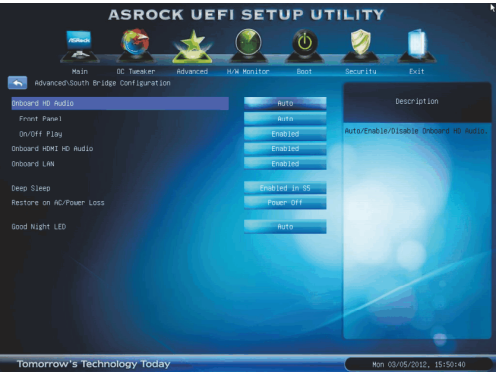 ASROCK UEFI SETUP UTILITY
ASRock
Main OC Tweaker Advanced H/W Monitor Boot Security Exit
Advanced\South Bridge Configuration
Description
Onboard HD Audio Auto
Front Panel Auto
On/Off Play Enabled
Auto/Enable/Disable Onboard HD Audio.
Onboard HDMI HD Audio Enabled
Onboard LAN Enabled
Deep Sleep Enabled in S5
Restore on AC/Power Loss Power Off
Good Night LED Auto
Tomorrow's Technology Today
Mon 03/05/2012, 15:50:40